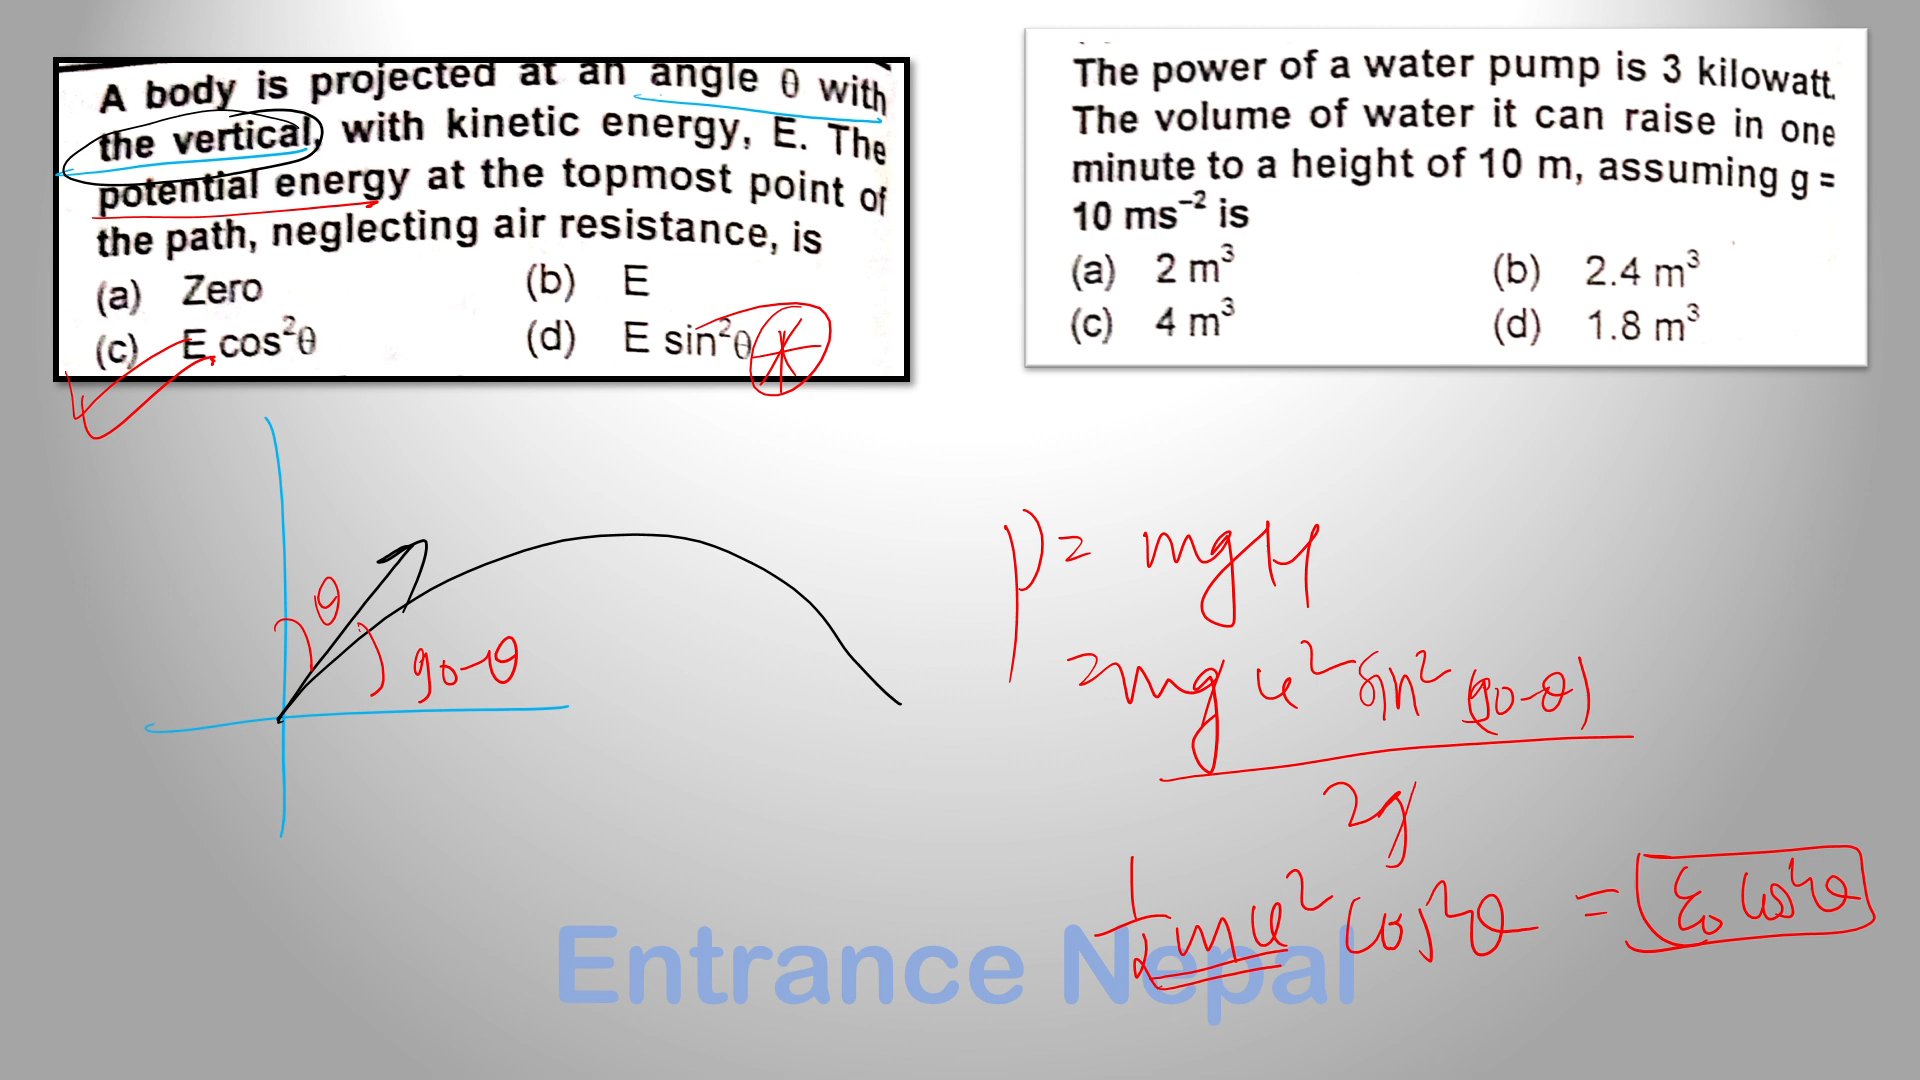 A body is projected at an angle θ with
the vertical, with kinetic energy, E. The
potential energy at the topmost point of
the path, neglecting air resistance, is
(a) Zero (b) E
(c) E cos²θ (d) E sin²θ
The power of a water pump is 3 kilowatt.
The volume of water it can raise in one
minute to a height of 10 m, assuming g =
10 ms⁻² is
(a) 2 m³ (b) 2.4 m³
(c) 4 m³ (d) 1.8 m³
θ
90-θ
P = mgH
= mg u² sin² (90-θ)
2g
1/2 mu² cos²θ = E₀ cos²θ
Entrance Nepal